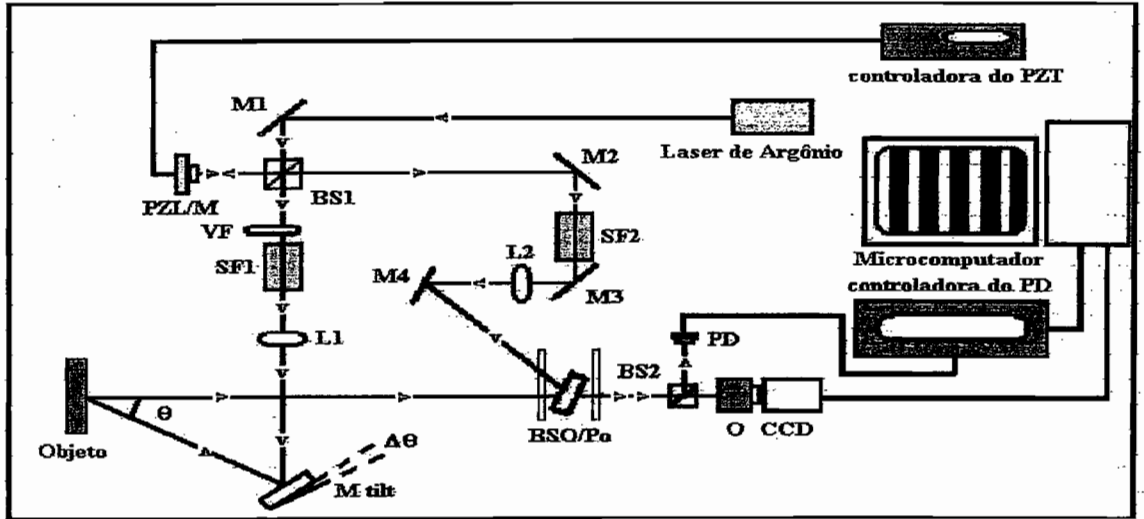 controladora do PZT
M1
Laser de Argônio
M2
PZL/M
BS1
VF
SF2
SF1
L2
M4
M3
Microcomputador
controladora do PD
L1
PD
BS2
θ
BSO/Po
O CCD
Objeto
Δθ
M tilt